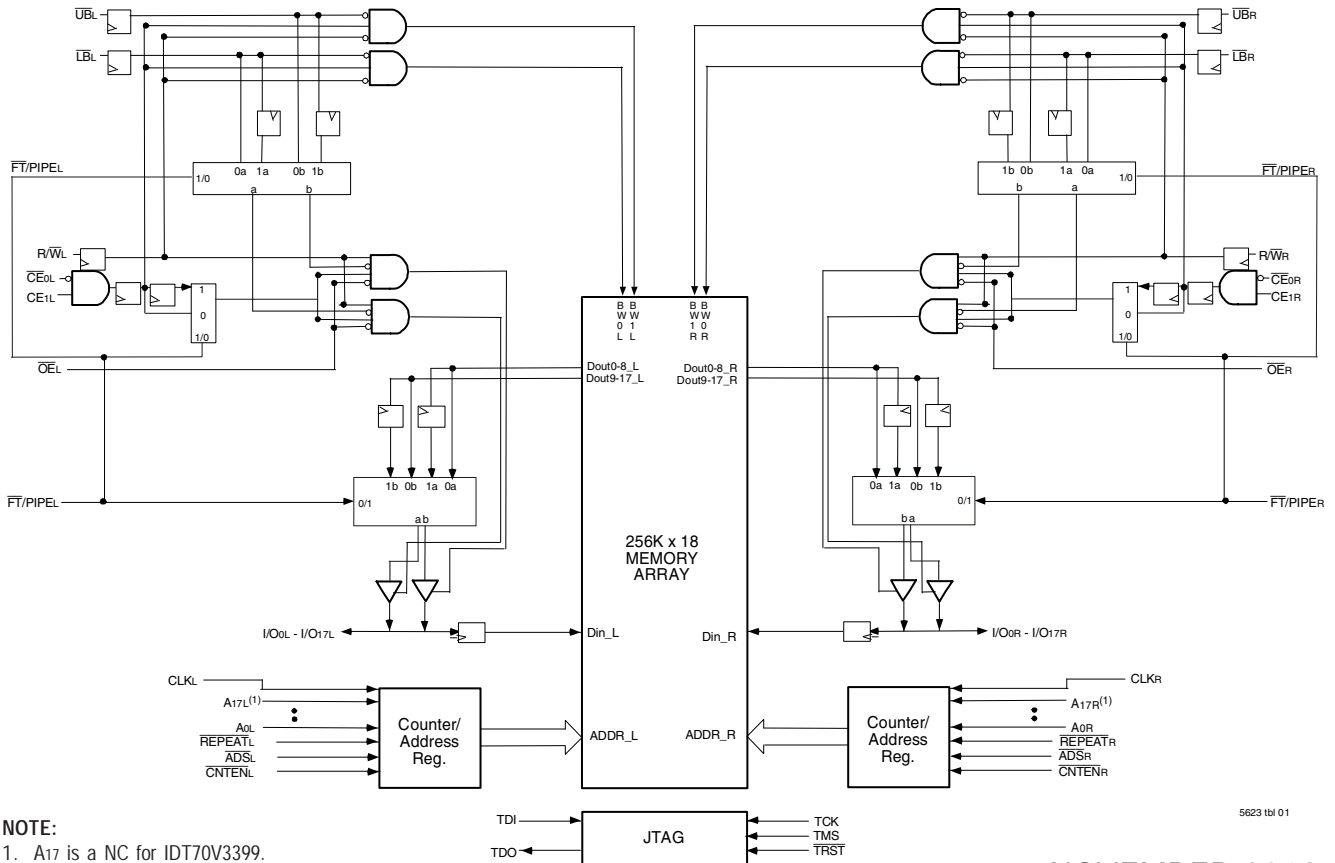 UBL
UBR
LBL
LBR
FT/PIPEL
1/0
0a 1a 0b 1b
a b
1b 0b 1a 0a
b a
1/0
FT/PIPER
R/WL
R/WR
CE0L
CE1L
CE0R
CE1R
1
0
1/0
1
0
1/0
B W 0 L
B W 1 L
B W 1 R
B W 0 R
OEL
OER
Dout0-8_L
Dout9-17_L
Dout0-8_R
Dout9-17_R
1b 0b 1a 0a
0a 1a 0b 1b
FT/PIPEL
0/1
a b
b a
0/1
FT/PIPER
256K x 18
MEMORY
ARRAY
I/O0L - I/O17L
Din_L
Din_R
I/O0R - I/O17R
CLKL
CLKR
A17L(1)
A17R(1)
A0L
REPEATL
ADSL
CNTENL
Counter/
Address
Reg.
ADDR_L
ADDR_R
Counter/
Address
Reg.
A0R
REPEATR
ADSR
CNTENR
5623 tbl 01
TDI
TDO
JTAG
TCK
TMS
TRST
NOTE:
1. A17 is a NC for IDT70V3399.